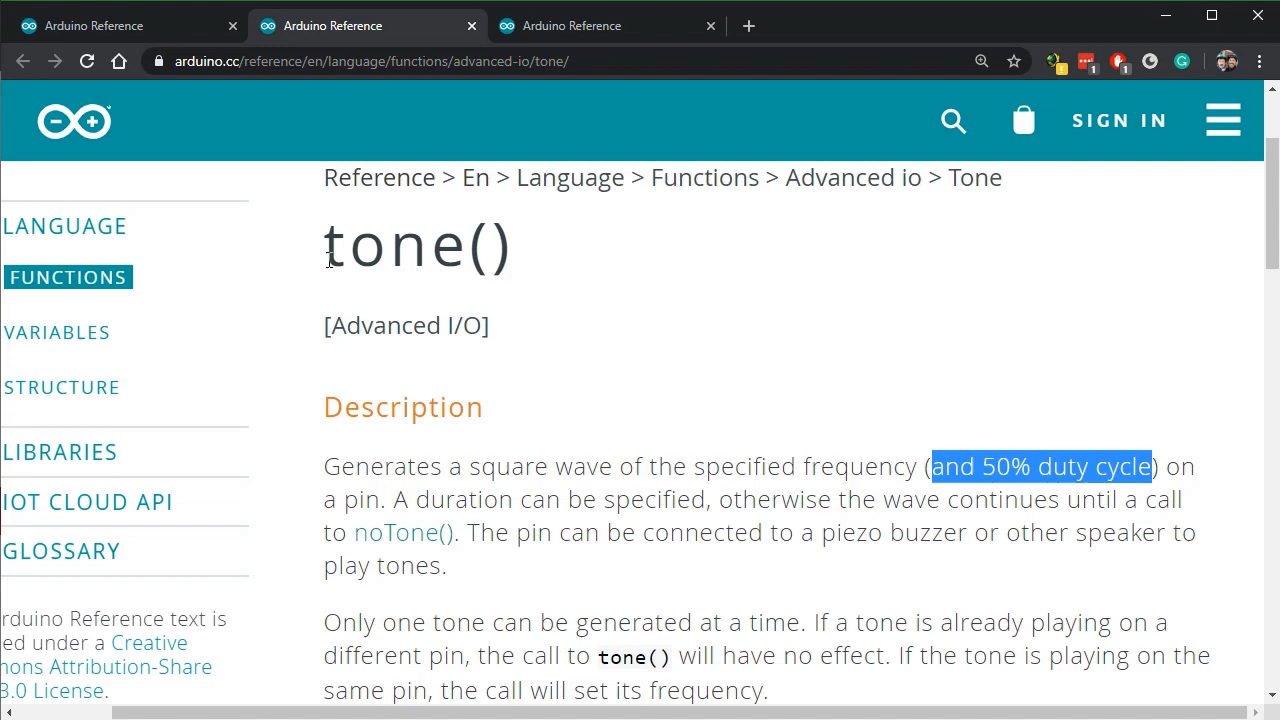 Arduino Reference
Arduino Reference
Arduino Reference
arduino.cc/reference/en/language/functions/advanced-io/tone/
1
1
SIGN IN
Reference > En > Language > Functions > Advanced io > Tone
LANGUAGE
FUNCTIONS
VARIABLES
STRUCTURE
LIBRARIES
IOT CLOUD API
GLOSSARY
rduino Reference text is
ed under a Creative
mons Attribution-Share
3.0 License.
tone()
[Advanced I/O]
Description
Generates a square wave of the specified frequency (and 50% duty cycle) on
a pin. A duration can be specified, otherwise the wave continues until a call
to noTone(). The pin can be connected to a piezo buzzer or other speaker to
play tones.
Only one tone can be generated at a time. If a tone is already playing on a
different pin, the call to tone() will have no effect. If the tone is playing on the
same pin, the call will set its frequency.